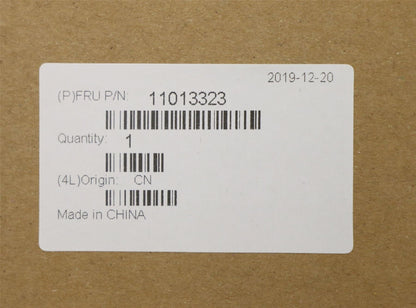 2019-12-20
(P)FRU P/N: 11013323
Quantity: 1
(4L)Origin: CN
Made in CHINA